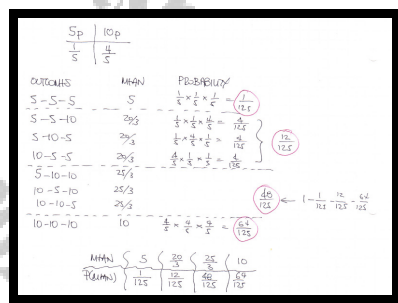 5p 10p
1/5 4/5
OUTCOMES MEAN PROBABILITY
5-5-5 5 1/5 × 1/5 × 1/5 = 1/125
5-5-10 20/3 1/5 × 1/5 × 4/5 = 4/125
5-10-5 20/3 1/5 × 4/5 × 1/5 = 4/125 12/125
10-5-5 20/3 4/5 × 1/5 × 1/5 = 4/125
5-10-10 25/3
10-5-10 25/3 48/125 ← 1 - 1/125 - 12/125 - 64/125
10-10-5 25/3
10-10-10 10 4/5 × 4/5 × 4/5 = 64/125
MEAN 5 20/3 25/3 10
P(MEAN) 1/125 12/125 48/125 64/125